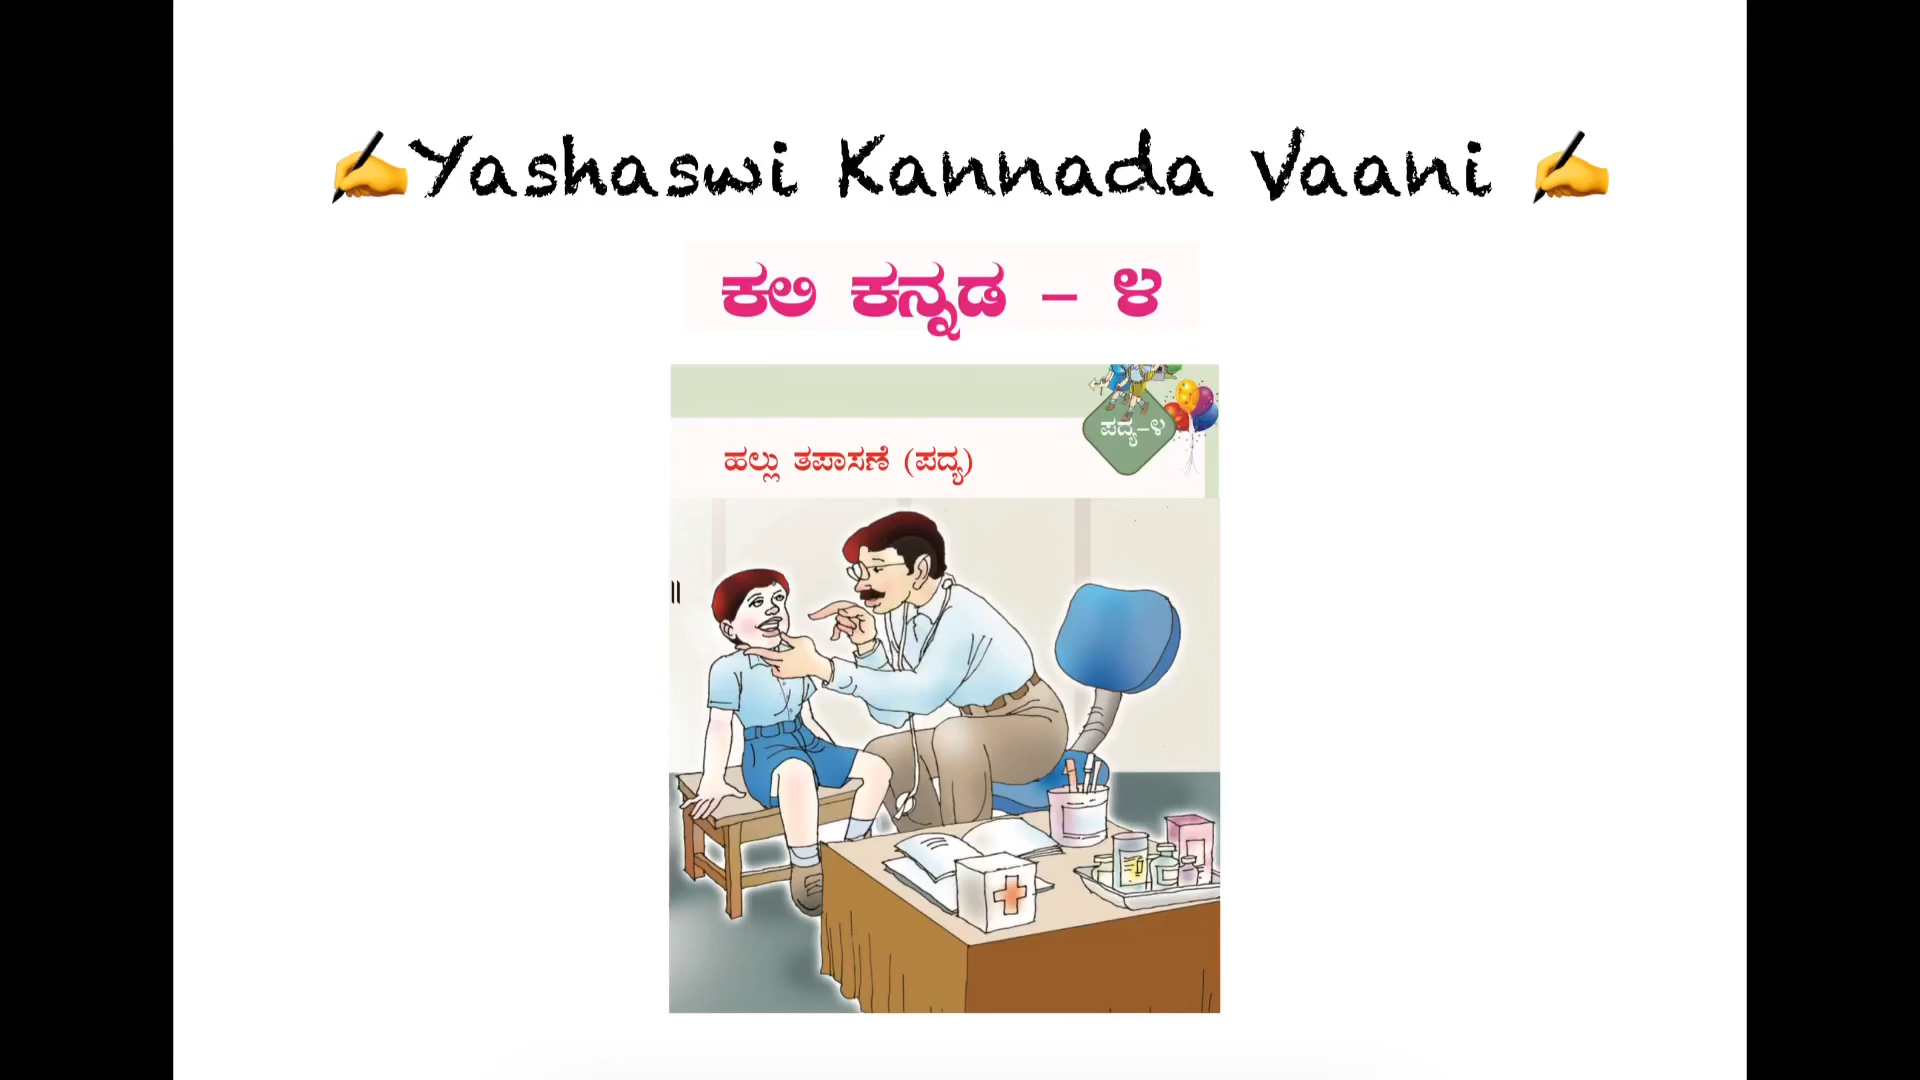 ✍️Yashaswi Kannada Vaani ✍️
ಕಲಿ ಕನ್ನಡ - ೪
ಪದ್ಯ-೪
ಹಲ್ಲು ತಪಾಸಣೆ (ಪದ್ಯ)
॥